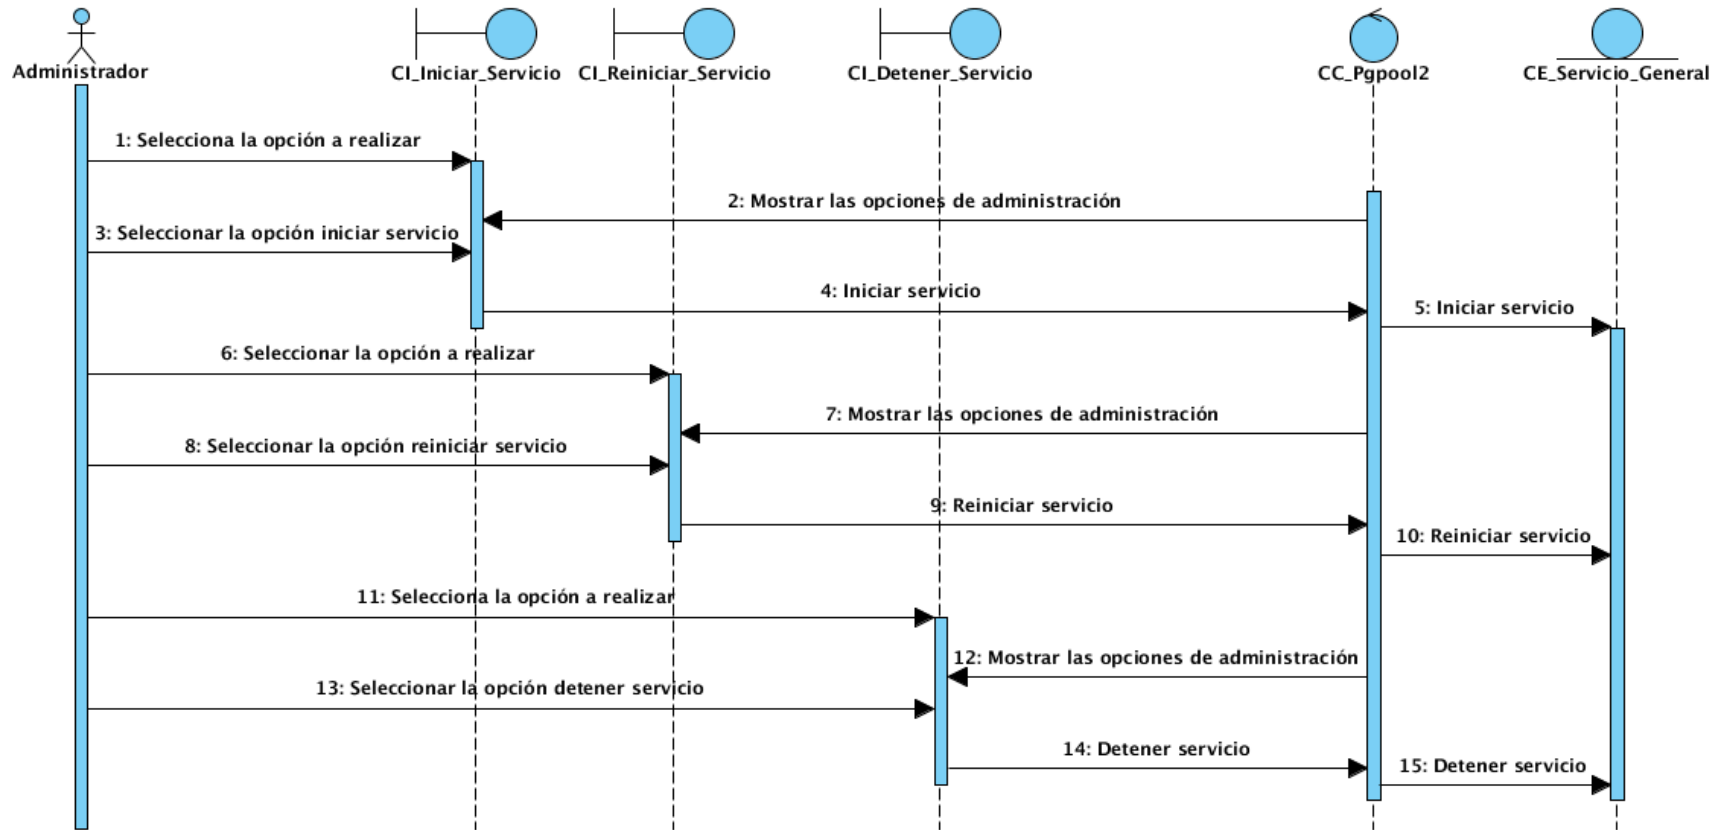 Administrador
CI_Iniciar_Servicio
CI_Reiniciar_Servicio
CI_Detener_Servicio
CC_Pgpool2
CE_Servicio_General
1: Selecciona la opción a realizar
2: Mostrar las opciones de administración
3: Seleccionar la opción iniciar servicio
4: Iniciar servicio
5: Iniciar servicio
6: Seleccionar la opción a realizar
7: Mostrar las opciones de administración
8: Seleccionar la opción reiniciar servicio
9: Reiniciar servicio
10: Reiniciar servicio
11: Selecciona la opción a realizar
12: Mostrar las opciones de administración
13: Seleccionar la opción detener servicio
14: Detener servicio
15: Detener servicio